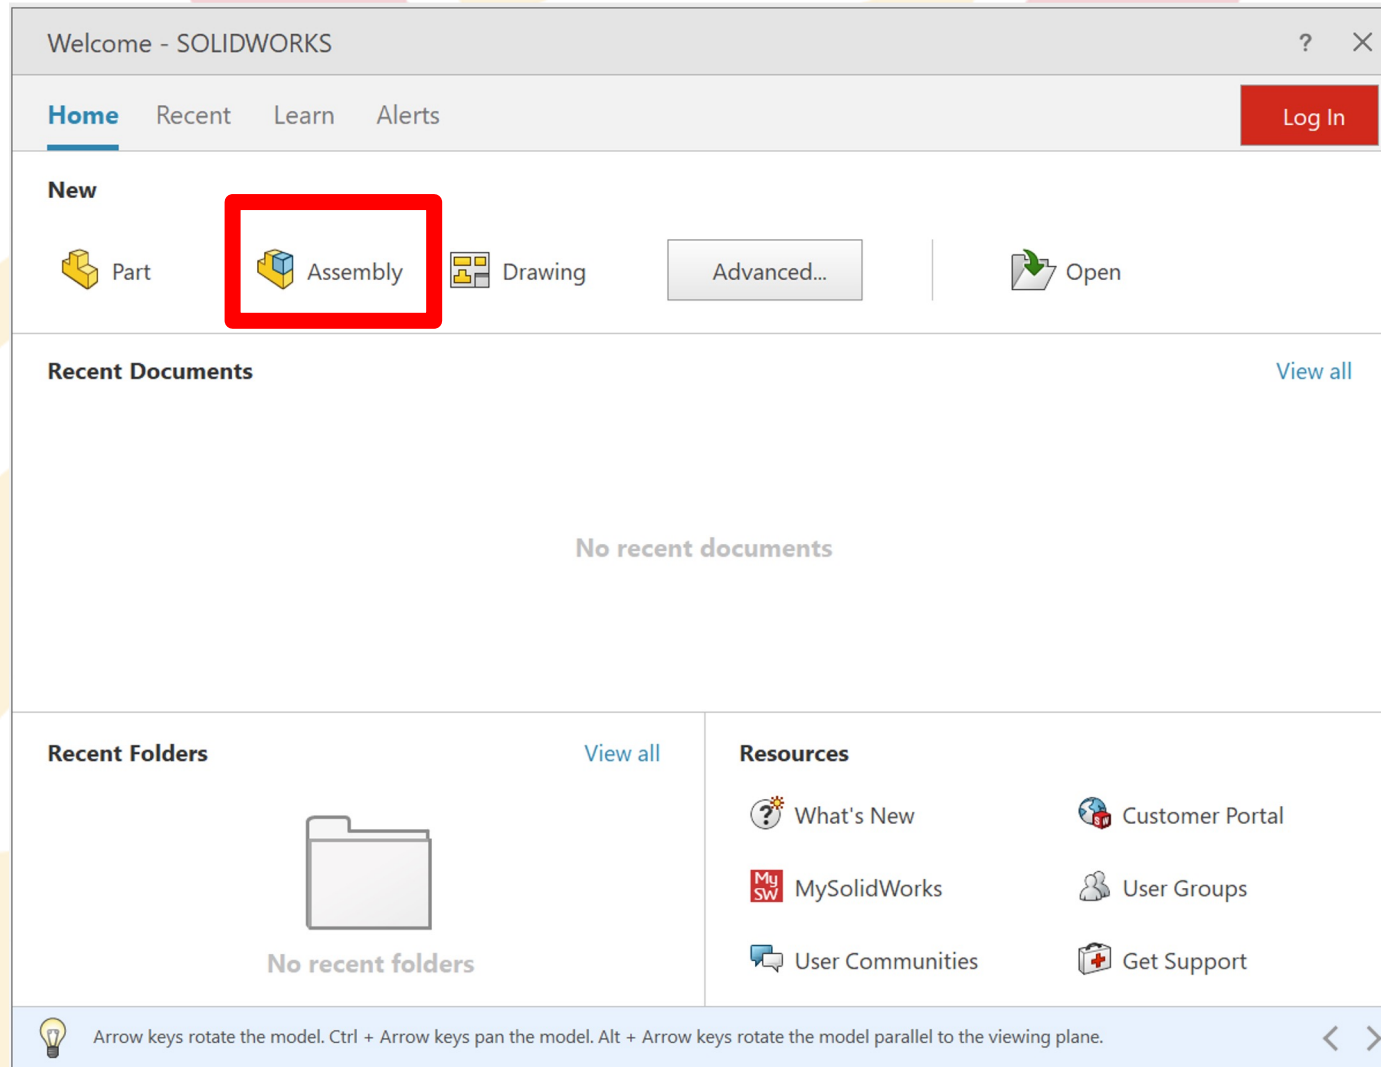 Welcome - SOLIDWORKS
?
Home Recent Learn Alerts Log In
New
Part Assembly Drawing Advanced... Open
Recent Documents View all
No recent documents
Recent Folders View all
No recent folders
Resources
What's New Customer Portal
My SW MySolidWorks User Groups
User Communities Get Support
Arrow keys rotate the model. Ctrl + Arrow keys pan the model. Alt + Arrow keys rotate the model parallel to the viewing plane.